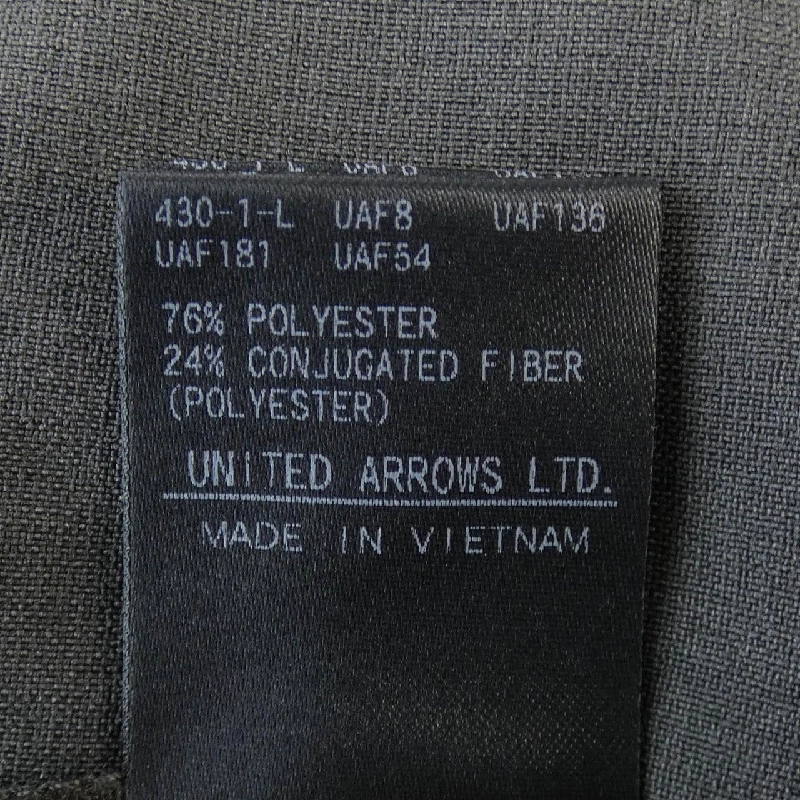 430-1-L UAF8 UAF136
UAF181 UAF54
76% POLYESTER
24% CONJUGATED FIBER
(POLYESTER)
UNITED ARROWS LTD.
MADE IN VIETNAM